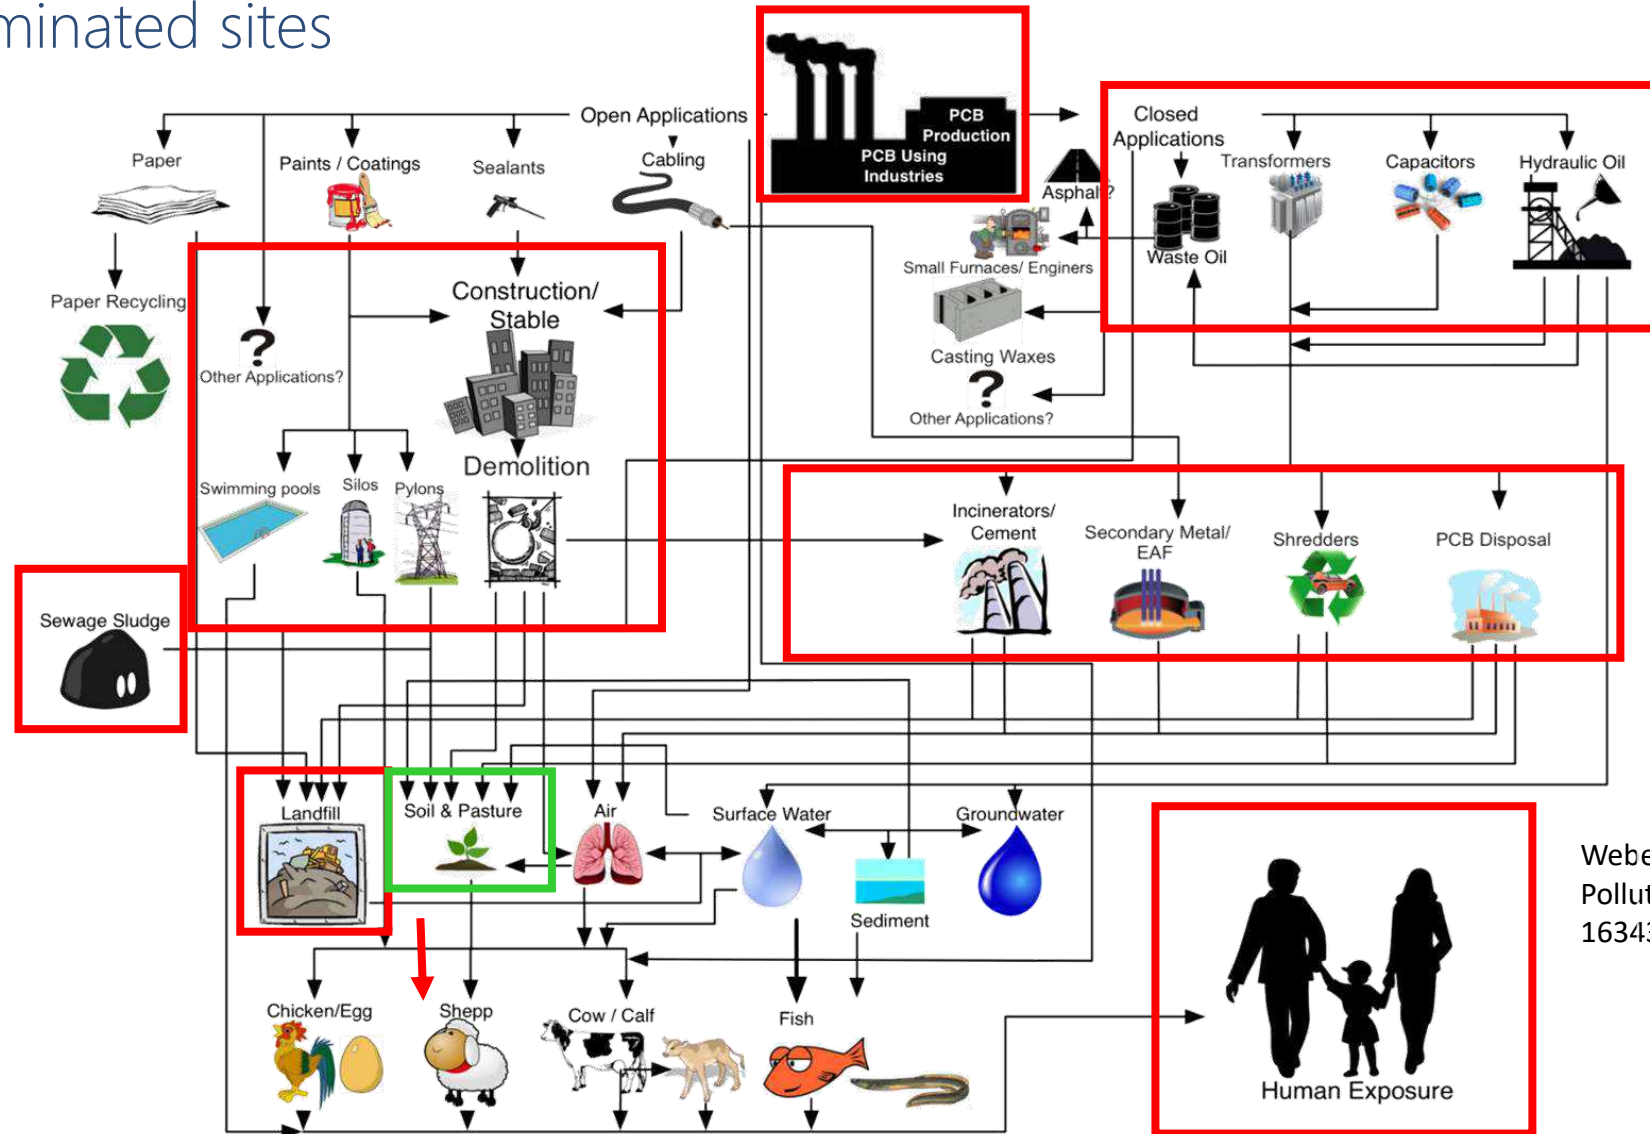 minated sites
PCB
Production
PCB Using
Industries
Open Applications
Closed
Applications
Paper
Paints / Coatings
Sealants
Cabling
Asphalt?
Transformers
Capacitors
Hydraulic Oil
Small Furnaces/ Enginers
Waste Oil
Paper Recycling
Construction/
Stable
?
Other Applications?
Casting Waxes
?
Other Applications?
Demolition
Swimming pools
Silos
Pylons
Incinerators/
Cement
Secondary Metal/
EAF
Shredders
PCB Disposal
Sewage Sludge
Landfill
Soil & Pasture
Air
Surface Water
Groundwater
Sediment
Webe
Pollut
16343
Chicken/Egg
Shepp
Cow / Calf
Fish
Human Exposure